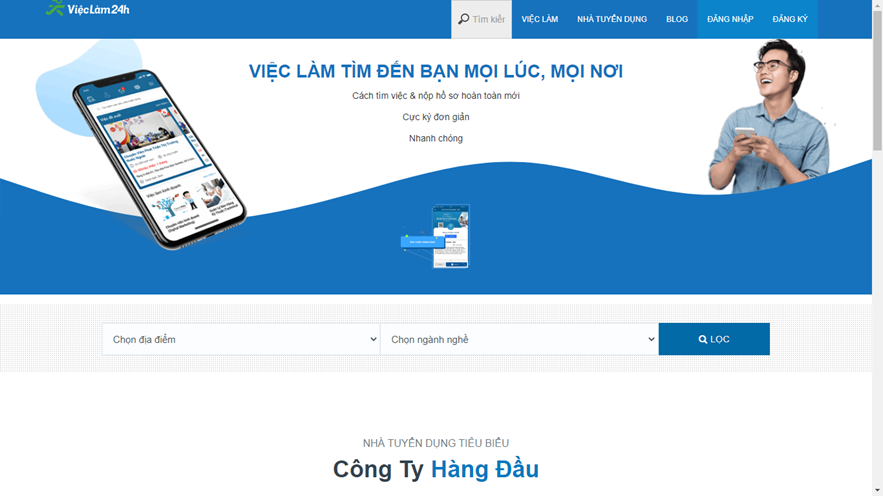 ViệcLàm24h
Tìm kiếm
VIỆC LÀM
NHÀ TUYỂN DỤNG
BLOG
ĐĂNG NHẬP
ĐĂNG KÝ
VIỆC LÀM TÌM ĐẾN BẠN MỌI LÚC, MỌI NƠI
Cách tìm việc & nộp hồ sơ hoàn toàn mới
Cực kỳ đơn giản
Nhanh chóng
Chọn địa điểm
Chọn ngành nghề
LỌC
NHÀ TUYỂN DỤNG TIÊU BIỂU
Công Ty Hàng Đầu